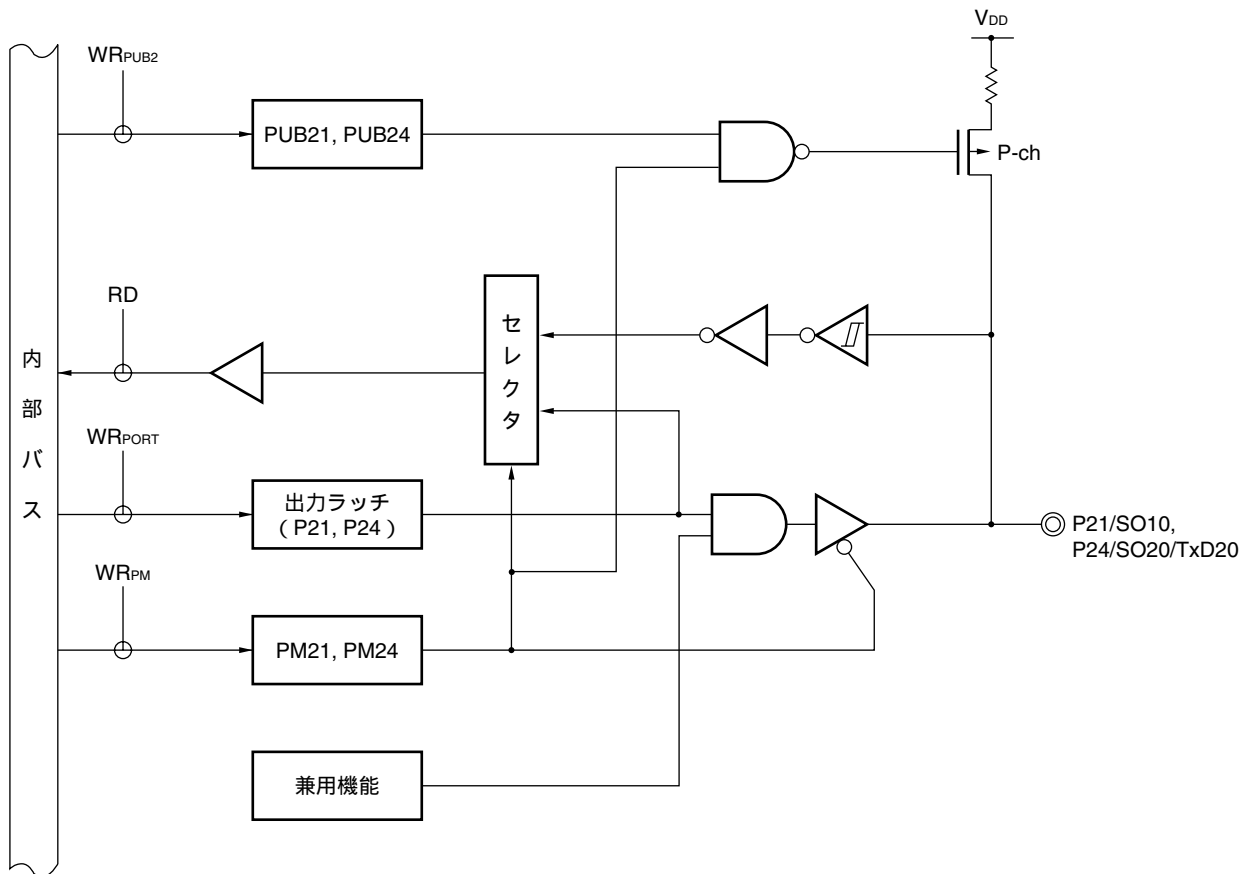 VDD
WRPUB2
PUB21, PUB24
P-ch
RD
セレクタ
内部バス
WRPORT
出力ラッチ
( P21, P24 )
P21/SO10,
P24/SO20/TxD20
WRPM
PM21, PM24
兼用機能